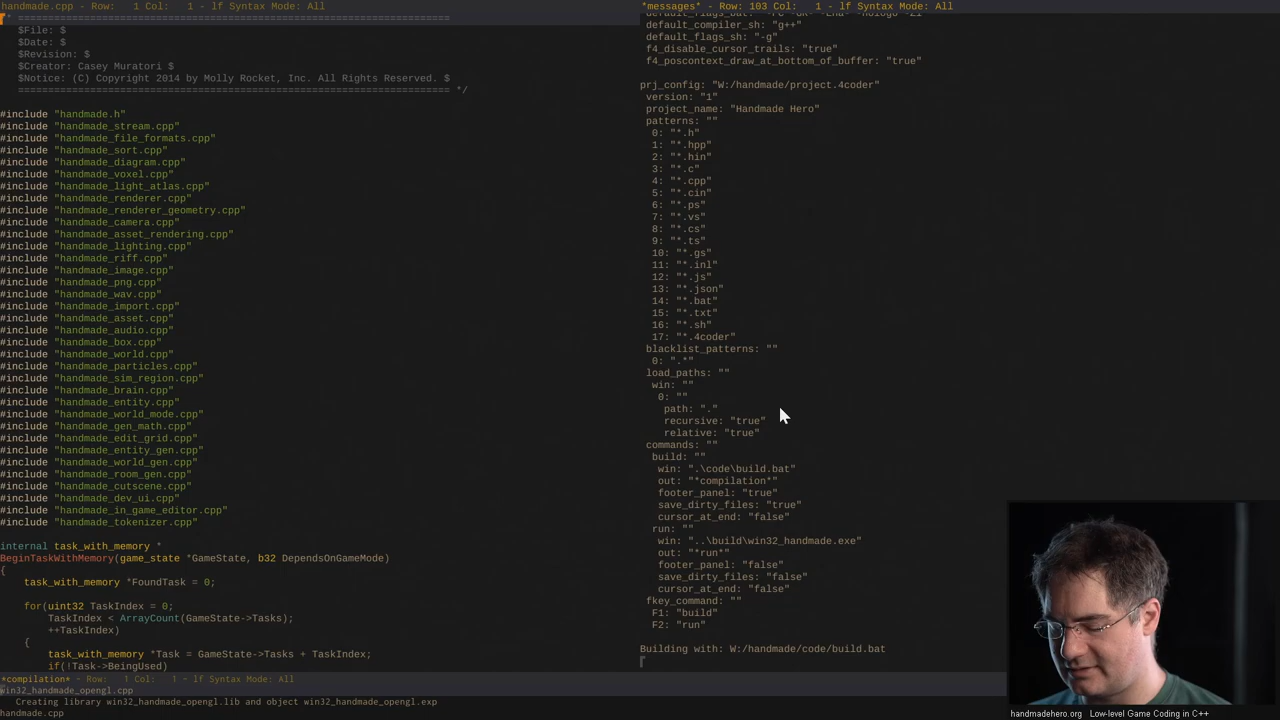 handmade.cpp - Row:   1 Col:   1 - lf Syntax Mode: All
/* ========================================================================
$File: $
$Date: $
$Revision: $
$Creator: Casey Muratori $
$Notice: (C) Copyright 2014 by Molly Rocket, Inc. All Rights Reserved. $
======================================================================== */
#include "handmade.h"
#include "handmade_stream.cpp"
#include "handmade_file_formats.cpp"
#include "handmade_sort.cpp"
#include "handmade_diagram.cpp"
#include "handmade_voxel.cpp"
#include "handmade_light_atlas.cpp"
#include "handmade_renderer.cpp"
#include "handmade_renderer_geometry.cpp"
#include "handmade_camera.cpp"
#include "handmade_asset_rendering.cpp"
#include "handmade_lighting.cpp"
#include "handmade_riff.cpp"
#include "handmade_image.cpp"
#include "handmade_png.cpp"
#include "handmade_wav.cpp"
#include "handmade_import.cpp"
#include "handmade_asset.cpp"
#include "handmade_audio.cpp"
#include "handmade_box.cpp"
#include "handmade_world.cpp"
#include "handmade_particles.cpp"
#include "handmade_sim_region.cpp"
#include "handmade_brain.cpp"
#include "handmade_entity.cpp"
#include "handmade_world_mode.cpp"
#include "handmade_gen_math.cpp"
#include "handmade_edit_grid.cpp"
#include "handmade_entity_gen.cpp"
#include "handmade_world_gen.cpp"
#include "handmade_room_gen.cpp"
#include "handmade_cutscene.cpp"
#include "handmade_dev_ui.cpp"
#include "handmade_in_game_editor.cpp"
#include "handmade_tokenizer.cpp"
internal task_with_memory *
BeginTaskWithMemory(game_state *GameState, b32 DependsOnGameMode)
{
task_with_memory *FoundTask = 0;
for(uint32 TaskIndex = 0;
TaskIndex < ArrayCount(GameState->Tasks);
++TaskIndex)
{
task_with_memory *Task = GameState->Tasks + TaskIndex;
if(!Task->BeingUsed)
*compilation* - Row:   1 Col:   1 - lf Syntax Mode: All
win32_handmade_opengl.cpp
Creating library win32_handmade_opengl.lib and object win32_handmade_opengl.exp
handmade.cpp
*messages* - Row: 103 Col:   1 - lf Syntax Mode: All
default_compiler_sh: "g++"
default_flags_sh: "-g"
f4_disable_cursor_trails: "true"
f4_poscontext_draw_at_bottom_of_buffer: "true"
prj_config: "W:/handmade/project.4coder"
version: "1"
project_name: "Handmade Hero"
patterns: ""
0: "*.h"
1: "*.hpp"
2: "*.hin"
3: "*.c"
4: "*.cpp"
5: "*.cin"
6: "*.ps"
7: "*.vs"
8: "*.cs"
9: "*.ts"
10: "*.gs"
11: "*.inl"
12: "*.js"
13: "*.json"
14: "*.bat"
15: "*.txt"
16: "*.sh"
17: "*.4coder"
blacklist_patterns: ""
0: ".*"
load_paths: ""
win: ""
0: ""
path: "."
recursive: "true"
relative: "true"
commands: ""
build: ""
win: ".\code\build.bat"
out: "*compilation*"
footer_panel: "true"
save_dirty_files: "true"
cursor_at_end: "false"
run: ""
win: "..\build\win32_handmade.exe"
out: "*run*"
footer_panel: "false"
save_dirty_files: "false"
cursor_at_end: "false"
fkey_command: ""
F1: "build"
F2: "run"
Building with: W:/handmade/code/build.bat
handmadehero.org   Low-level Game Coding in C++